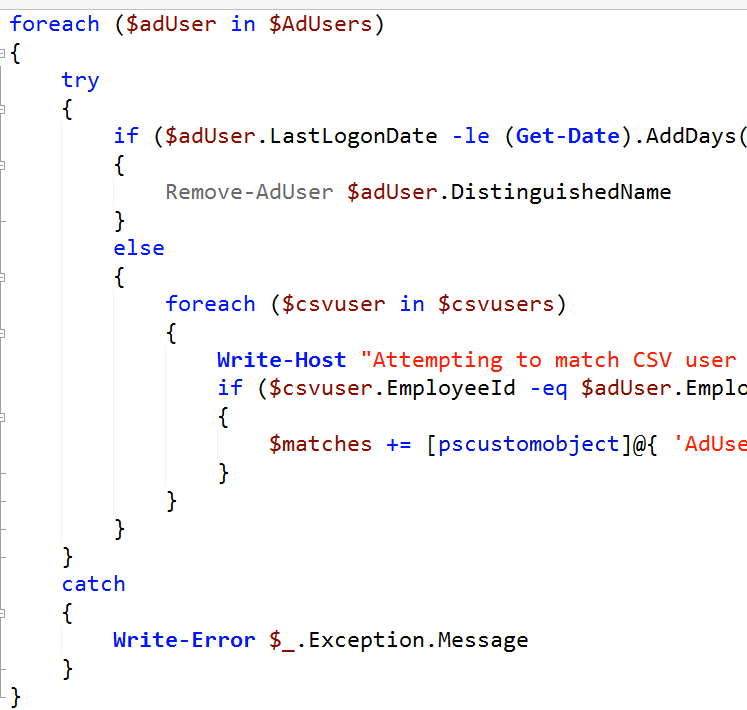 foreach ($adUser in $AdUsers)
{
    try
    {
        if ($adUser.LastLogonDate -le (Get-Date).AddDays(
        {
            Remove-AdUser $adUser.DistinguishedName
        }
        else
        {
            foreach ($csvuser in $csvusers)
            {
                Write-Host "Attempting to match CSV user
                if ($csvuser.EmployeeId -eq $adUser.Emplo
                {
                    $matches += [pscustomobject]@{ 'AdUse
                }
            }
        }
    }
    catch
    {
        Write-Error $_.Exception.Message
    }
}